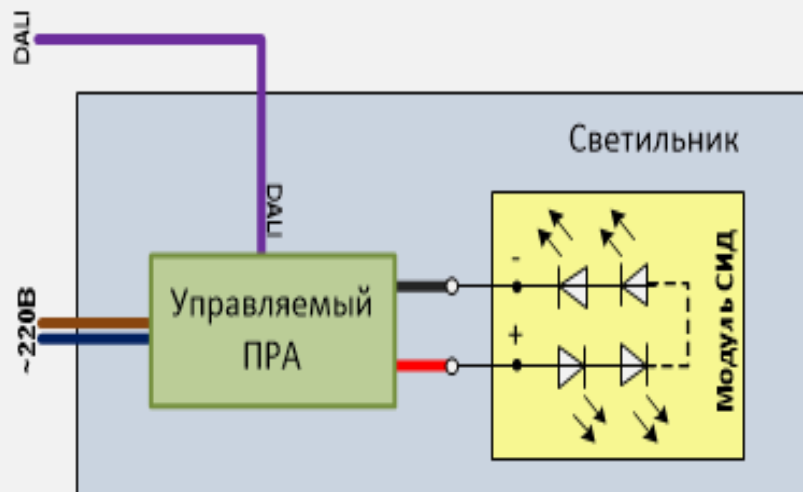 DALI
Светильник
DALI
Управляемый
ПРА
~220В
-
+
Модуль СИД